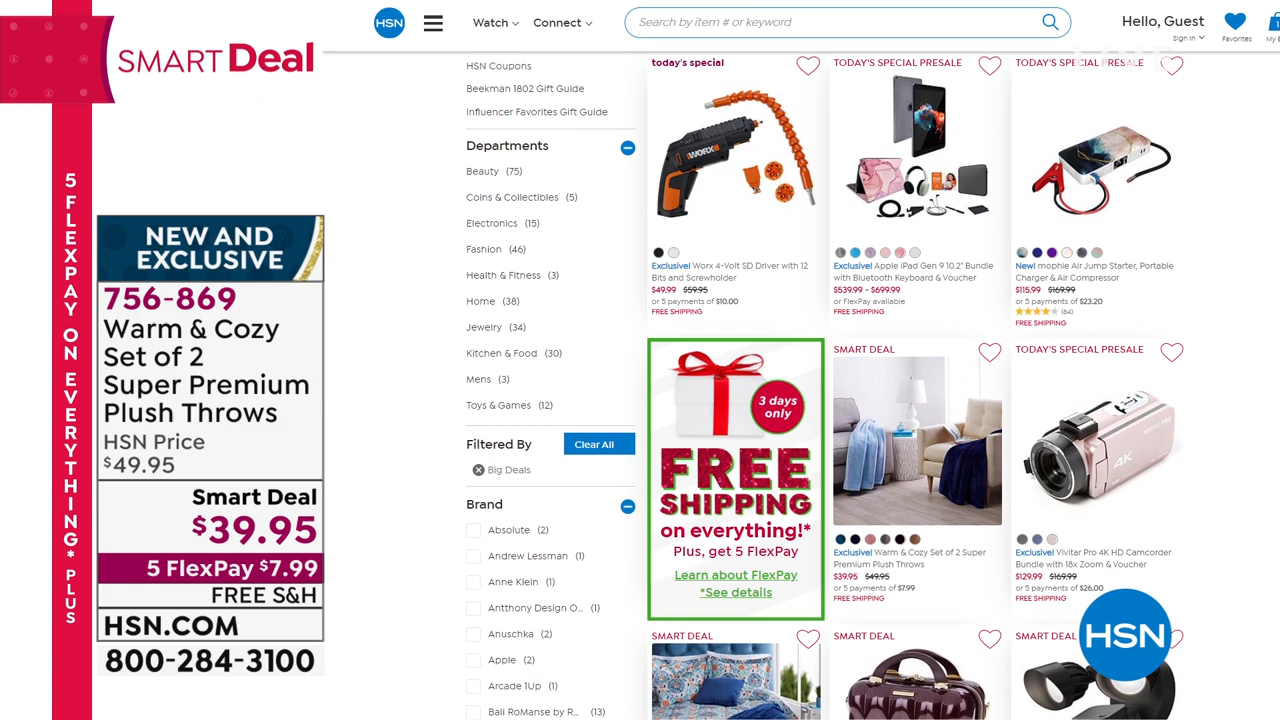 SMART Deal
5 FLEXPAY ON EVERYTHING* PLUS
NEW AND
EXCLUSIVE
756-869
Warm & Cozy
Set of 2
Super Premium
Plush Throws
HSN Price
$49.95
Smart Deal
$39.95
5 FlexPay $7.99
FREE S&H
HSN.COM
800-284-3100
HSN
Watch
Connect
Search by item # or keyword
Hello, Guest
Sign In
Favorites
My B
HSN Coupons
Beekman 1802 Gift Guide
Influencer Favorites Gift Guide
Departments
Beauty (75)
Coins & Collectibles (5)
Electronics (15)
Fashion (46)
Health & Fitness (3)
Home (38)
Jewelry (34)
Kitchen & Food (30)
Mens (3)
Toys & Games (12)
Filtered By
Clear All
Big Deals
Brand
Absolute (2)
Andrew Lessman (1)
Anne Klein (1)
Antthony Design O... (1)
Anuschka (2)
Apple (2)
Arcade 1Up (1)
Bali RoManse by R... (13)
today's special
WORX
Exclusive! Worx 4-Volt SD Driver with 12
Bits and Screwholder
$49.99 $59.95
or 5 payments of $10.00
FREE SHIPPING
TODAY'S SPECIAL PRESALE
Exclusive! Apple iPad Gen 9 10.2" Bundle
with Bluetooth Keyboard & Voucher
$539.99 - $699.99
or FlexPay available
FREE SHIPPING
TODAY'S SPECIAL PRESALE
New! mophie Air Jump Starter, Portable
Charger & Air Compressor
$115.99 $169.99
or 5 payments of $23.20
(64)
FREE SHIPPING
3 days
only
FREE
SHIPPING
on everything!*
Plus, get 5 FlexPay
Learn about FlexPay
*See details
SMART DEAL
Exclusive! Warm & Cozy Set of 2 Super
Premium Plush Throws
$39.95 $49.95
or 5 payments of $7.99
FREE SHIPPING
TODAY'S SPECIAL PRESALE
4K
Exclusive! Vivitar Pro 4K HD Camcorder
Bundle with 18x Zoom & Voucher
$129.99 $169.99
or 5 payments of $26.00
FREE SHIPPING
SMART DEAL
SMART DEAL
SMART DEAL
HSN